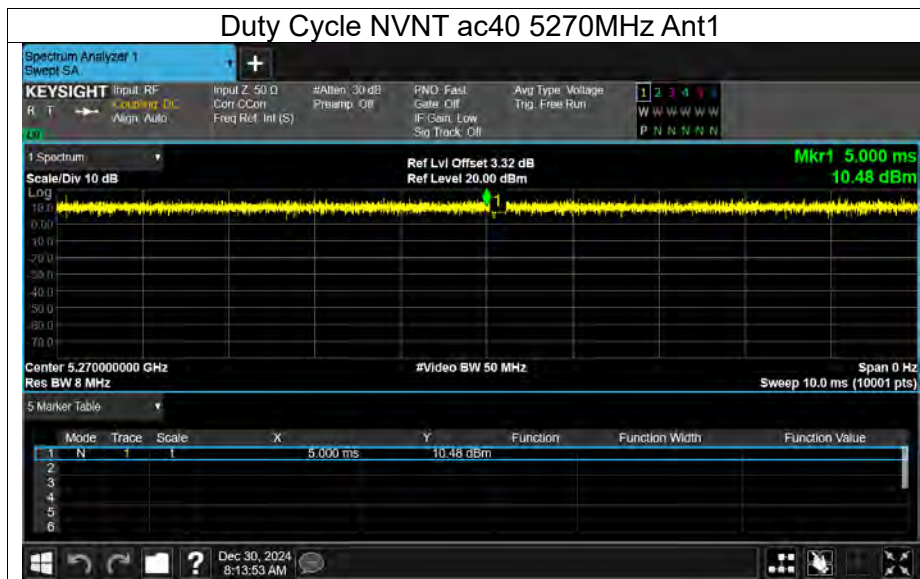 Duty Cycle NVNT ac40 5270MHz Ant1
Spectrum Analyzer 1
Swept SA
+
KEYSIGHT Input: RF Input Z: 50 Ω #Atten: 30 dB PNO: Fast Avg Type: Voltage 1 2 3 4 5 6
R T Coupling: DC Corr CCorr Preamp: Off Gate: Off Trig: Free Run W W W W W W
Align: Auto Freq Ref: Int (S) IF Gain: Low
Sig Track: Off P N N N N N
1 Spectrum Ref Lvl Offset 3.32 dB Mkr1 5.000 ms
Scale/Div 10 dB Ref Level 20.00 dBm 10.48 dBm
Log
10.0
1
0.00
-10.0
-20.0
-30.0
-40.0
-50.0
-60.0
-70.0
Center 5.270000000 GHz #Video BW 50 MHz Span 0 Hz
Res BW 8 MHz Sweep 10.0 ms (10001 pts)
5 Marker Table
Mode Trace Scale X Y Function Function Width Function Value
1 N 1 t 5.000 ms 10.48 dBm
2
3
4
5
6
? Dec 30, 2024
8:13:53 AM